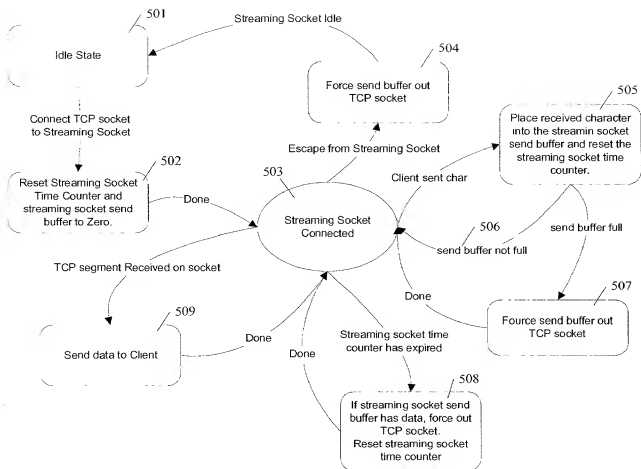 501
Streaming Socket Idle
504
Idle State
Force send buffer out
TCP socket
505
Connect TCP socket
to Streaming Socket
Place received character
into the streamin socket
send buffer and reset the
streaming socket time
counter.
502
Escape from Streaming Socket
503
Client sent char
Reset Streaming Socket
Time Counter and
streaming socket send
buffer to Zero.
Done
Streaming Socket
Connected
506
send buffer not full
send buffer full
TCP segment Received on socket
Done
507
509
Fource send buffer out
TCP socket
Send data to Client
Done
Done
Streaming socket time
counter has expired
508
If streaming socket send
buffer has data, force out
TCP socket.
Reset streaming socket
time counter